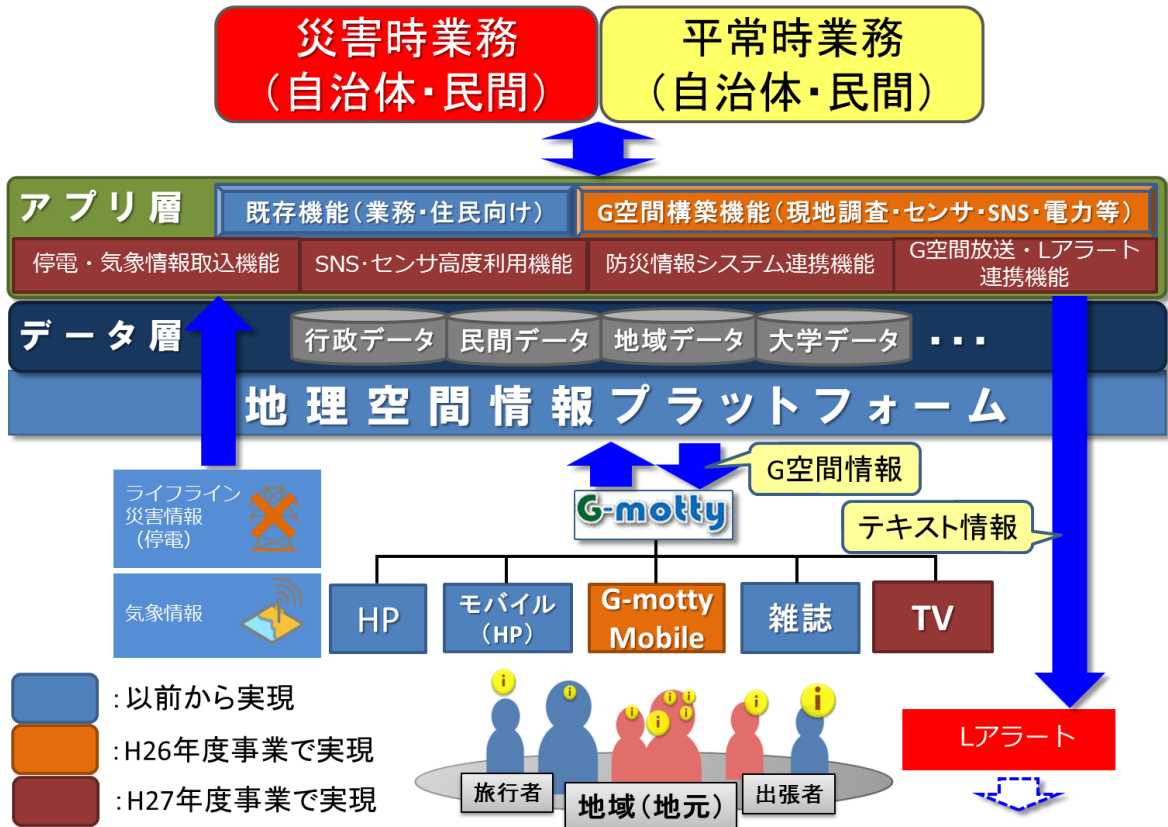 災害時業務
（自治体・民間）
平常時業務
（自治体・民間）
アプリ層
既存機能（業務・住民向け）
G空間構築機能（現地調査・センサ・SNS・電力等）
停電・気象情報取込機能
SNS・センサ高度利用機能
防災情報システム連携機能
G空間放送・Lアラート
連携機能
データ層
行政データ
民間データ
地域データ
大学データ
・・・
地理空間情報プラットフォーム
ライフライン
災害情報
（停電）
気象情報
G空間情報
G-motty
テキスト情報
HP
モバイル
（HP）
G-motty
Mobile
雑誌
TV
：以前から実現
：H26年度事業で実現
：H27年度事業で実現
i
i
i
i
i
i
i
i
i
旅行者
地域（地元）
出張者
Lアラート